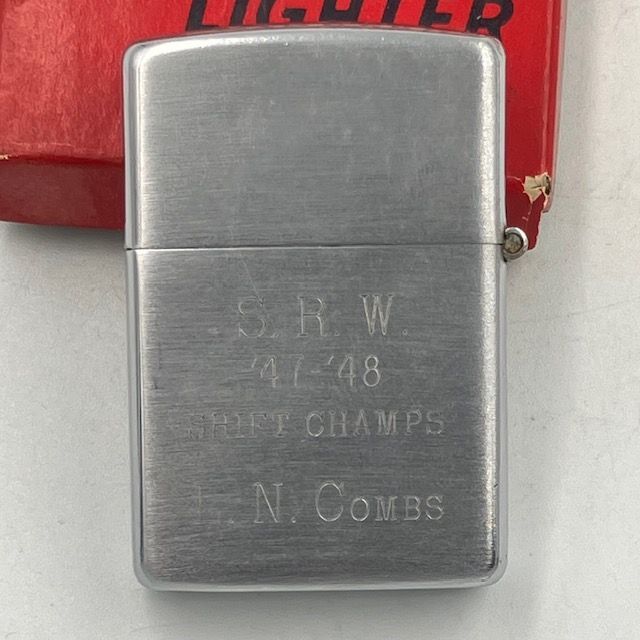 LIGHTER
S. R. W.
'47-'48
SHIFT CHAMPS
N. COMBS